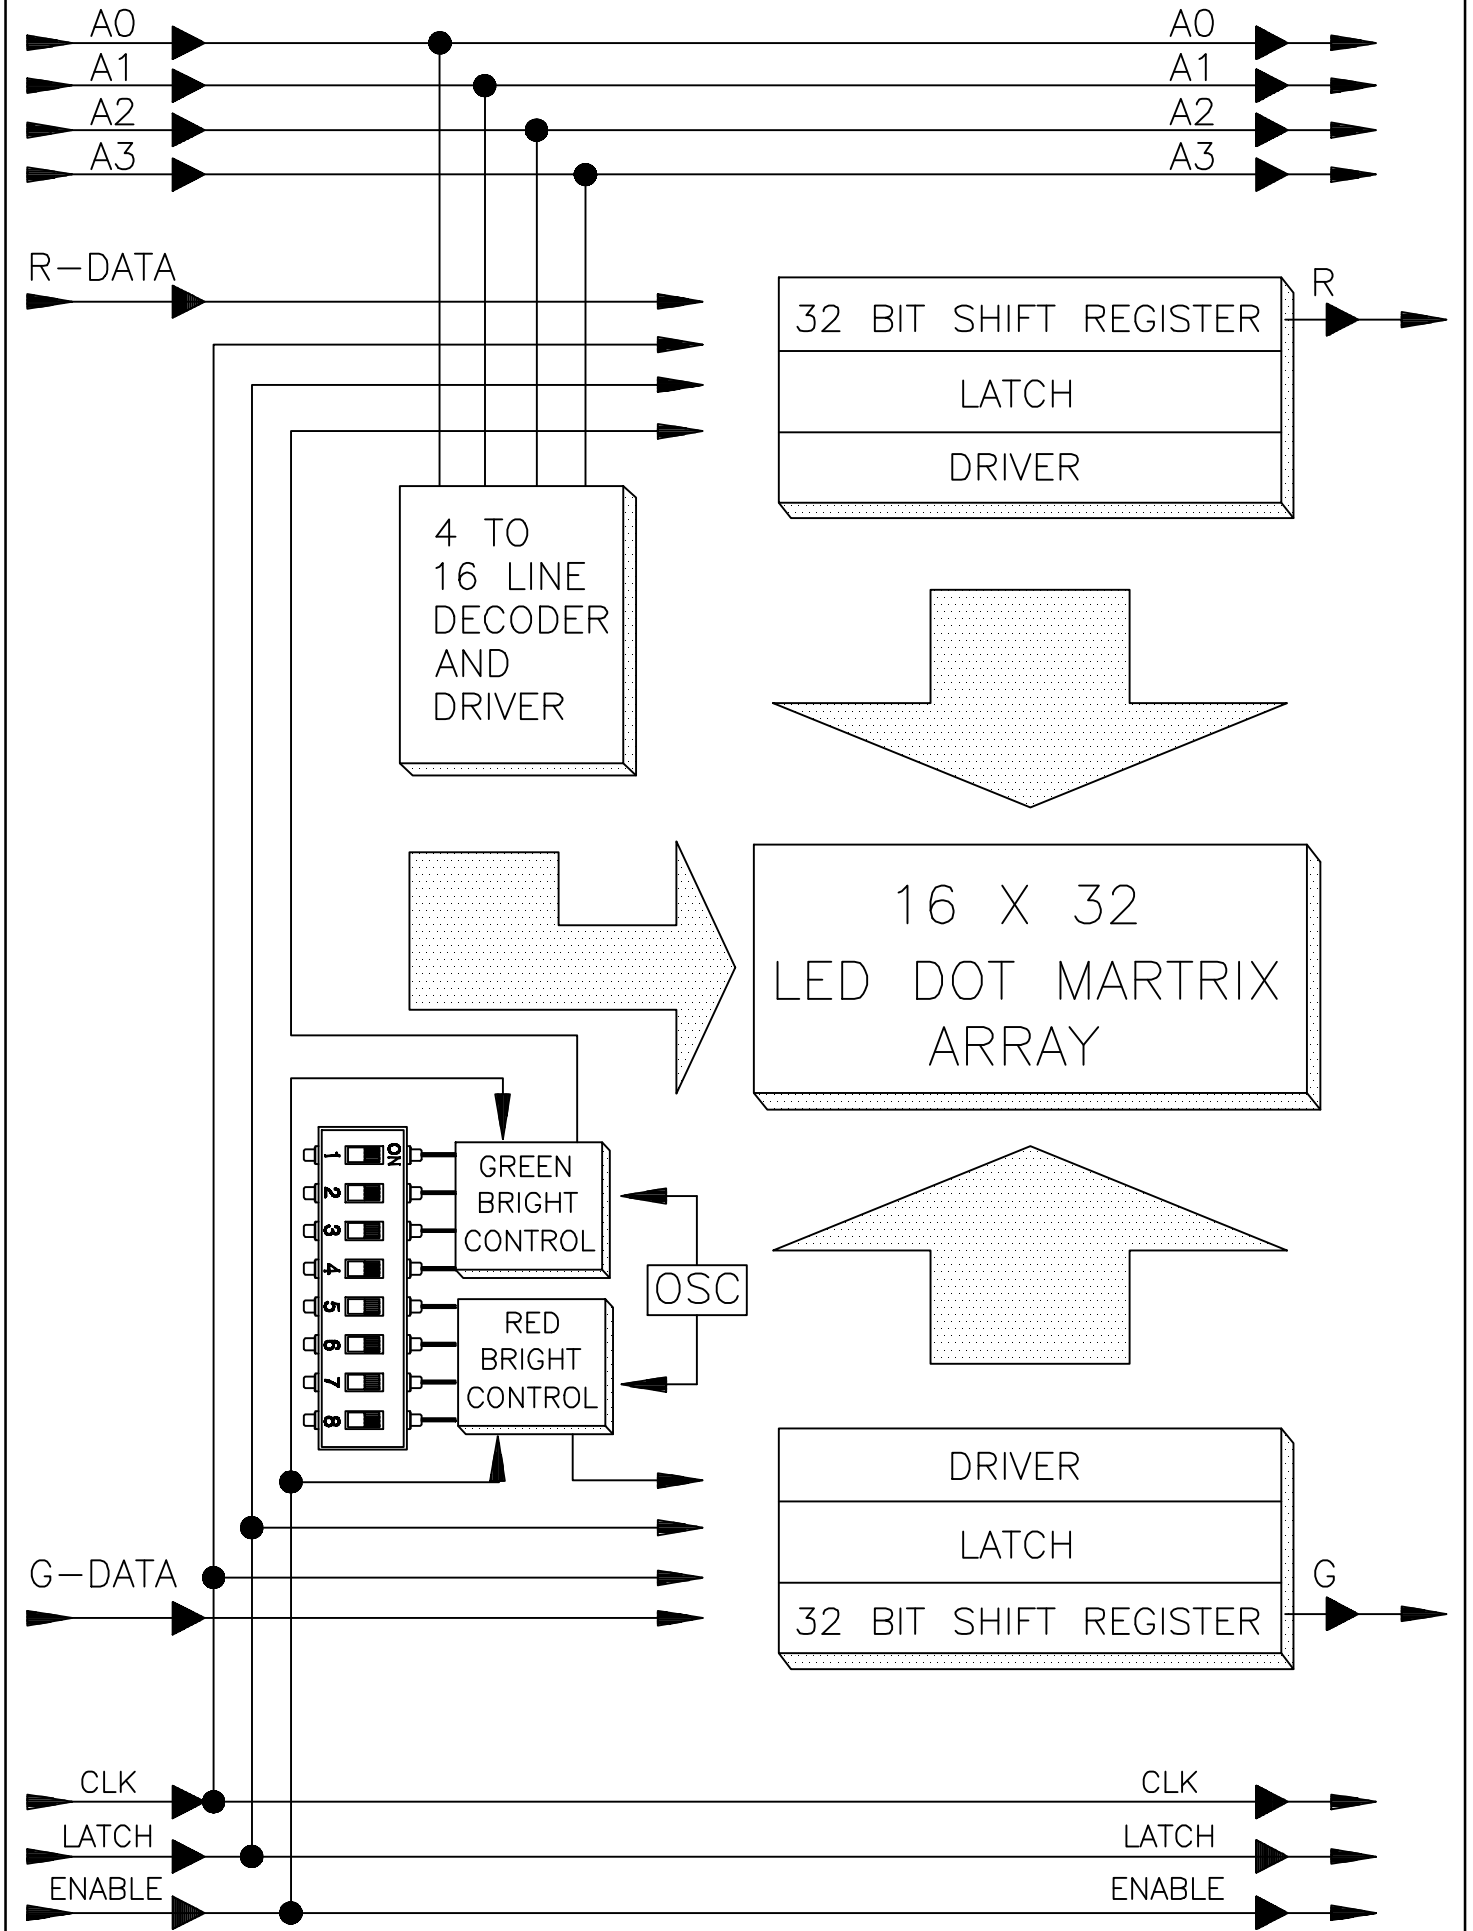 A0 A0
A1 A1
A2 A2
A3 A3
R-DATA
R
32 BIT SHIFT REGISTER
LATCH
DRIVER
4 TO
16 LINE
DECODER
AND
DRIVER
16 X 32
LED DOT MARTRIX
ARRAY
ON
1
2
3
4
5
6
7
8
GREEN
BRIGHT
CONTROL
OSC
RED
BRIGHT
CONTROL
DRIVER
LATCH
32 BIT SHIFT REGISTER
G-DATA
G
CLK CLK
LATCH LATCH
ENABLE ENABLE